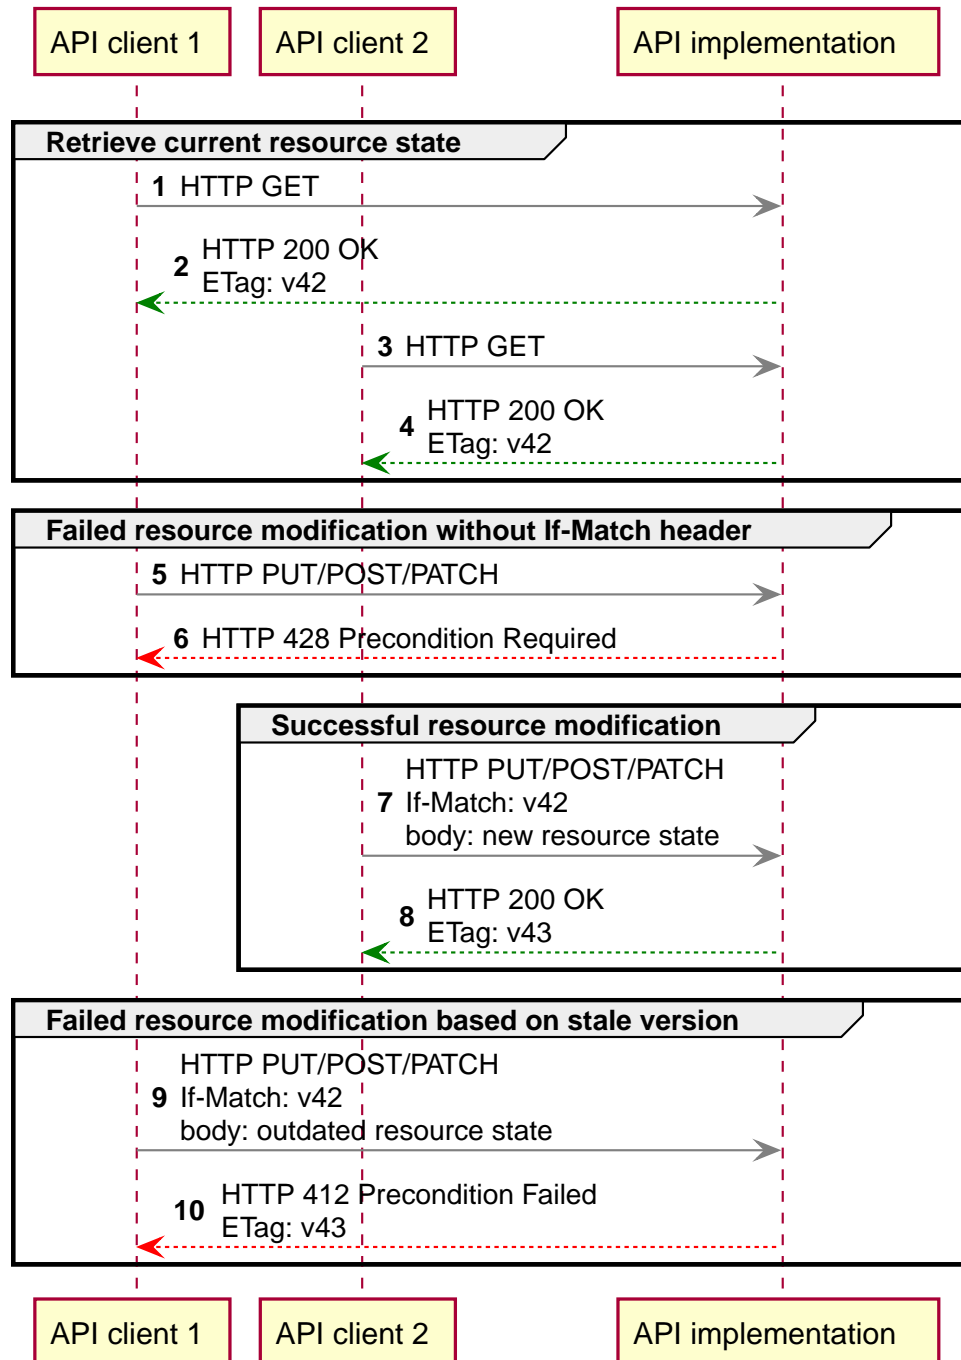 API client 1
API client 2
API implementation
Retrieve current resource state
1 HTTP GET
HTTP 200 OK
2
ETag: v42
3 HTTP GET
HTTP 200 OK
4
ETag: v42
Failed resource modification without If-Match header
5 HTTP PUT/POST/PATCH
6 HTTP 428 Precondition Required
Successful resource modification
HTTP PUT/POST/PATCH
7 If-Match: v42
body: new resource state
HTTP 200 OK
8
ETag: v43
Failed resource modification based on stale version
HTTP PUT/POST/PATCH
9 If-Match: v42
body: outdated resource state
HTTP 412 Precondition Failed
10
ETag: v43
API client 1
API client 2
API implementation